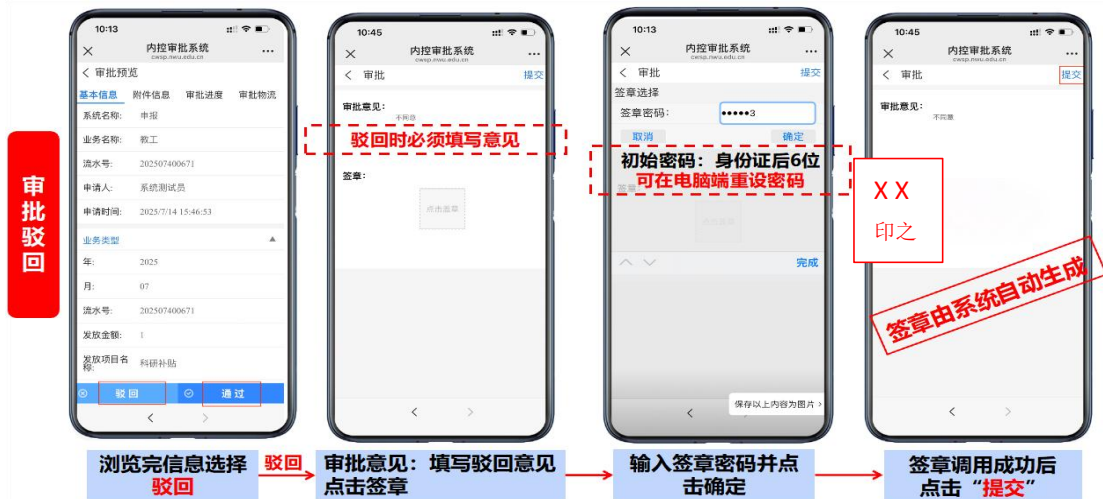 审批驳回
10:13
内控审批系统
cwsp.nwu.edu.cn
审批预览
基本信息 附件信息 审批进度 审批物流
系统名称: 申报
业务名称: 教工
流水号: 202507400671
申请人: 系统测试员
申请时间: 2025/7/14 15:46:53
业务类型
年: 2025
月: 07
流水号: 202507400671
发放金额: 1
发放项目名称: 科研补贴
驳回 通过
浏览完信息选择
驳回
驳回
10:45
内控审批系统
cwsp.nwu.edu.cn
审批 提交
审批意见:
不同意
驳回时必须填写意见
签章:
点击盖章
审批意见：填写驳回意见
点击签章
10:13
内控审批系统
cwsp.nwu.edu.cn
审批 提交
签章选择
签章密码: •••••3
取消 确定
初始密码：身份证后6位
可在电脑端重设密码
签章:
点击盖章
完成
保存以上内容为图片
输入签章密码并点
击确定
10:45
内控审批系统
cwsp.nwu.edu.cn
审批 提交
审批意见:
不同意
XX
印之
签章由系统自动生成
签章调用成功后
点击“提交”